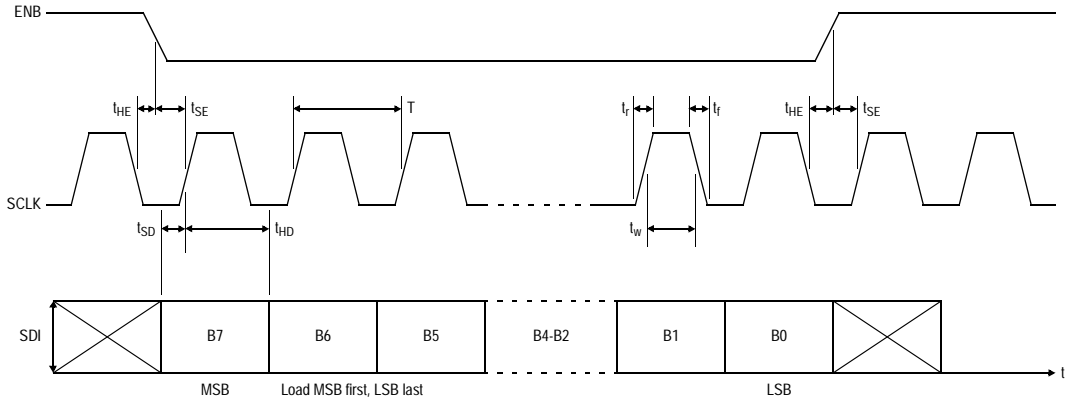 ENB
tHE
tSE
T
tr
tf
tHE
tSE
SCLK
tSD
tHD
tw
SDI
B7
B6
B5
B4-B2
B1
B0
t
MSB
Load MSB first, LSB last
LSB